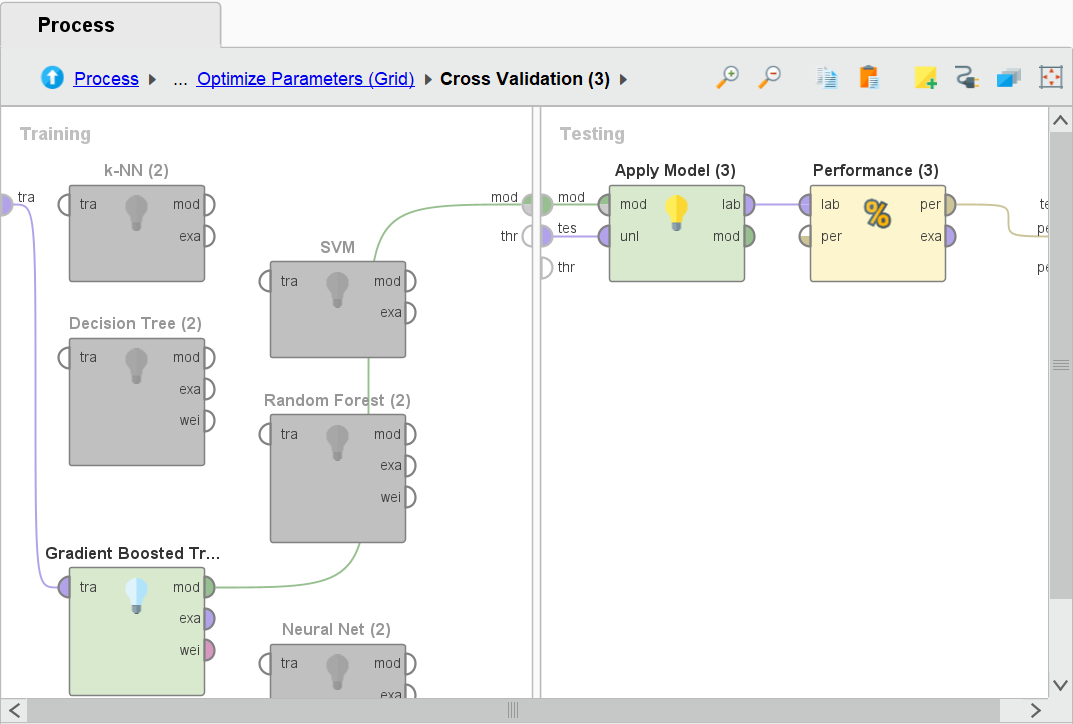 Process
Process ... Optimize Parameters (Grid) Cross Validation (3)
Training
Testing
k-NN (2)
tra
tra
mod
exa
SVM
tra
mod
exa
Decision Tree (2)
tra
mod
exa
wei
Random Forest (2)
tra
mod
exa
wei
Gradient Boosted Tr...
tra
mod
exa
wei
Neural Net (2)
tra
mod
exa
mod
thr
mod
tes
thr
Apply Model (3)
mod
unl
lab
mod
Performance (3)
lab
per
%
per
exa